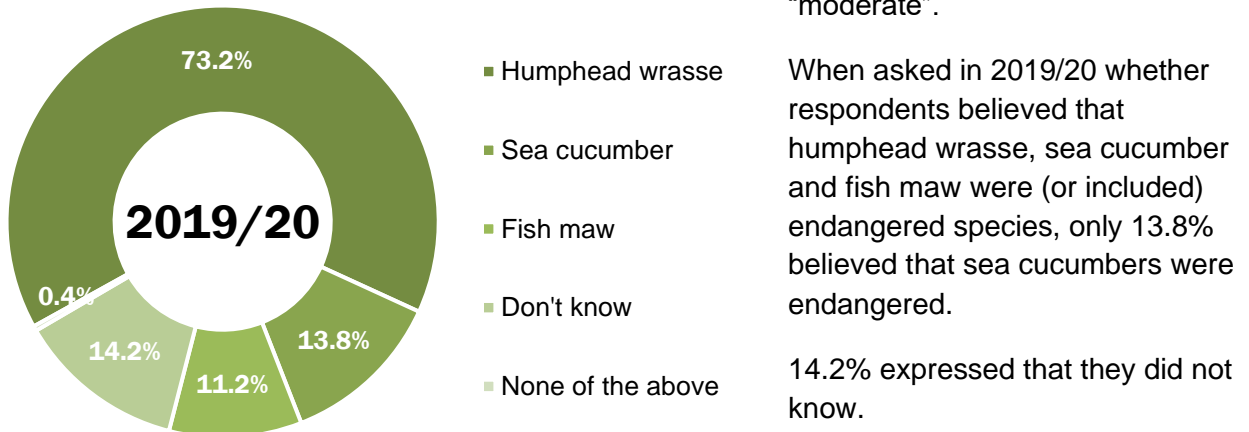 73.2%
2019/20
0.4%
14.2%
11.2%
13.8%
Humphead wrasse
Sea cucumber
Fish maw
Don't know
None of the above
“moderate”.
When asked in 2019/20 whether
respondents believed that
humphead wrasse, sea cucumber
and fish maw were (or included)
endangered species, only 13.8%
believed that sea cucumbers were
endangered.
14.2% expressed that they did not
know.